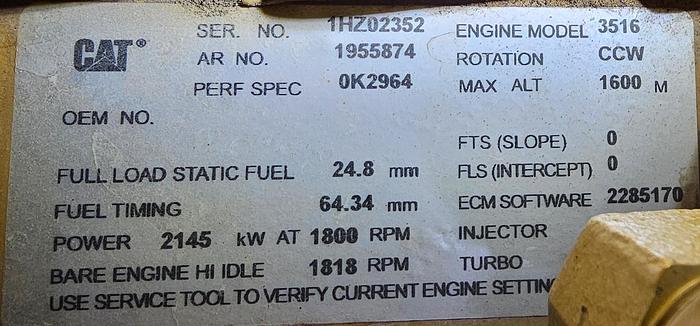 CAT®
SER. NO. 1HZ02352
AR NO. 1955874
PERF SPEC 0K2964
OEM NO.
ENGINE MODEL 3516
ROTATION CCW
MAX ALT 1600 M
FTS (SLOPE) 0
FULL LOAD STATIC FUEL 24.8 mm
FLS (INTERCEPT) 0
FUEL TIMING 64.34 mm
ECM SOFTWARE 2285170
POWER 2145 kW AT 1800 RPM
INJECTOR
BARE ENGINE HI IDLE 1818 RPM
TURBO
USE SERVICE TOOL TO VERIFY CURRENT ENGINE